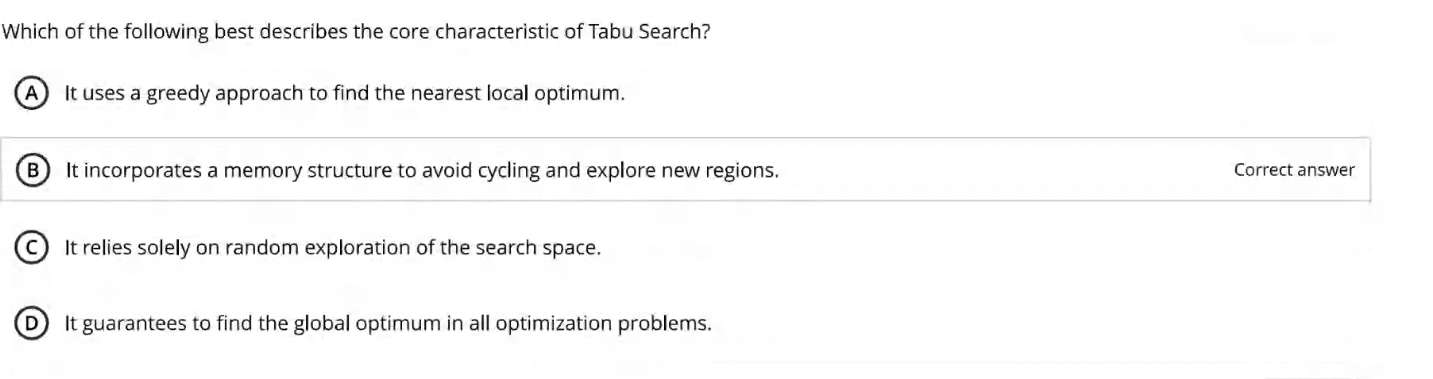 Which of the following best describes the core characteristic of Tabu Search?
A It uses a greedy approach to find the nearest local optimum.
B It incorporates a memory structure to avoid cycling and explore new regions. Correct answer
C It relies solely on random exploration of the search space.
D It guarantees to find the global optimum in all optimization problems.